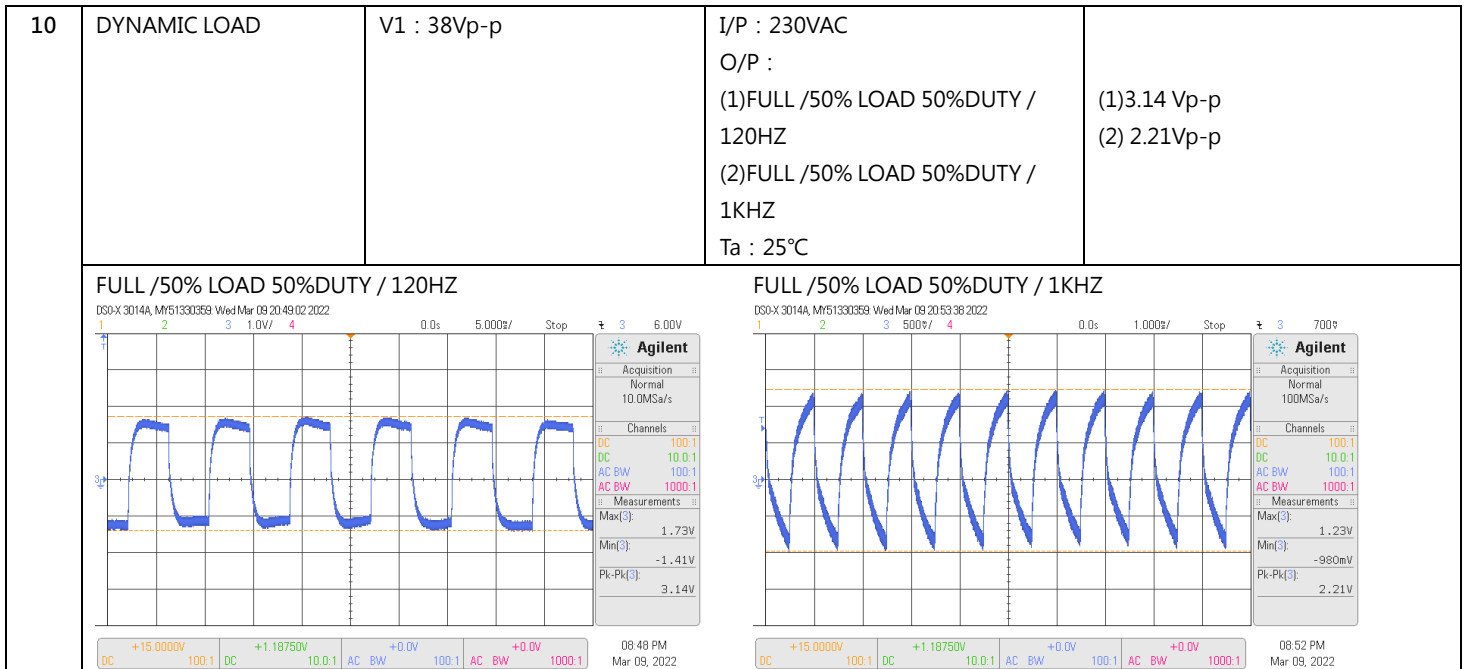 10
DYNAMIC LOAD
V1：38Vp-p
I/P：230VAC
O/P：
(1)FULL /50% LOAD 50%DUTY /
120HZ
(2)FULL /50% LOAD 50%DUTY /
1KHZ
Ta：25℃
(1)3.14 Vp-p
(2) 2.21Vp-p
FULL /50% LOAD 50%DUTY / 120HZ
DSO-X 3014A, MY51330359: Wed Mar 09 20:49:02 2022
1 2 3 1.0V/ 4 0.0s 5.000s/ Stop 3 6.00V
Agilent
Acquisition
Normal
10.0MSa/s
Channels
DC 100:1
DC 10.0:1
AC BW 100:1
AC BW 1000:1
Measurements
Max(3):
1.73V
Min(3):
-1.41V
Pk-Pk(3):
3.14V
T
3
+15.0000V +1.18750V +0.0V +0.0V
DC 100:1 DC 10.0:1 AC BW 100:1 AC BW 1000:1
08:48 PM
Mar 09, 2022
FULL /50% LOAD 50%DUTY / 1KHZ
DSO-X 3014A, MY51330359: Wed Mar 09 20:53:38 2022
1 2 3 500V/ 4 0.0s 1.000s/ Stop 3 700V
Agilent
Acquisition
Normal
100MSa/s
Channels
DC 100:1
DC 10.0:1
AC BW 100:1
AC BW 1000:1
Measurements
Max(3):
1.23V
Min(3):
-980mV
Pk-Pk(3):
2.21V
T
3
+15.0000V +1.18750V +0.0V +0.0V
DC 100:1 DC 10.0:1 AC BW 100:1 AC BW 1000:1
08:52 PM
Mar 09, 2022